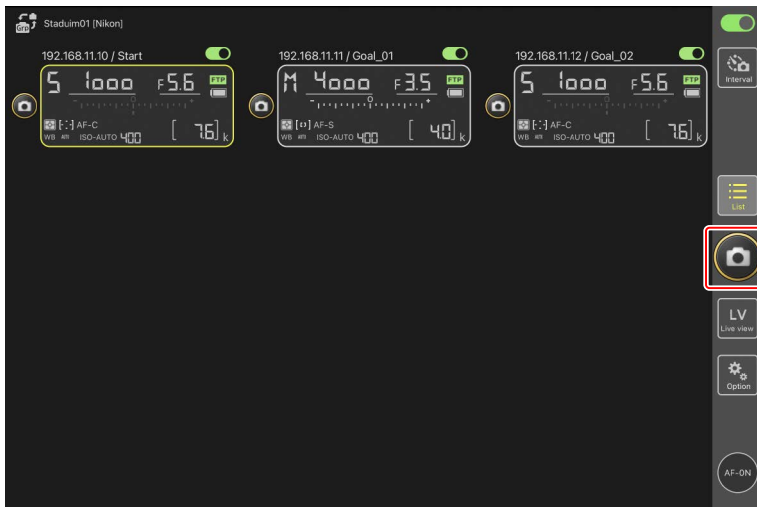 Grp Staduim01 [Nikon]
192.168.11.10 / Start
S 1000 F5.6 FTP
AF-C
WB ISO-AUTO 400 [ 7.6] k
192.168.11.11 / Goal_01
M 4000 F3.5 FTP
AF-S
WB ISO-AUTO 400 [ 4.0] k
192.168.11.12 / Goal_02
S 1000 F5.6 FTP
AF-C
WB ISO-AUTO 400 [ 7.6] k
Interval
List
LV
Live view
Option
AF-ON